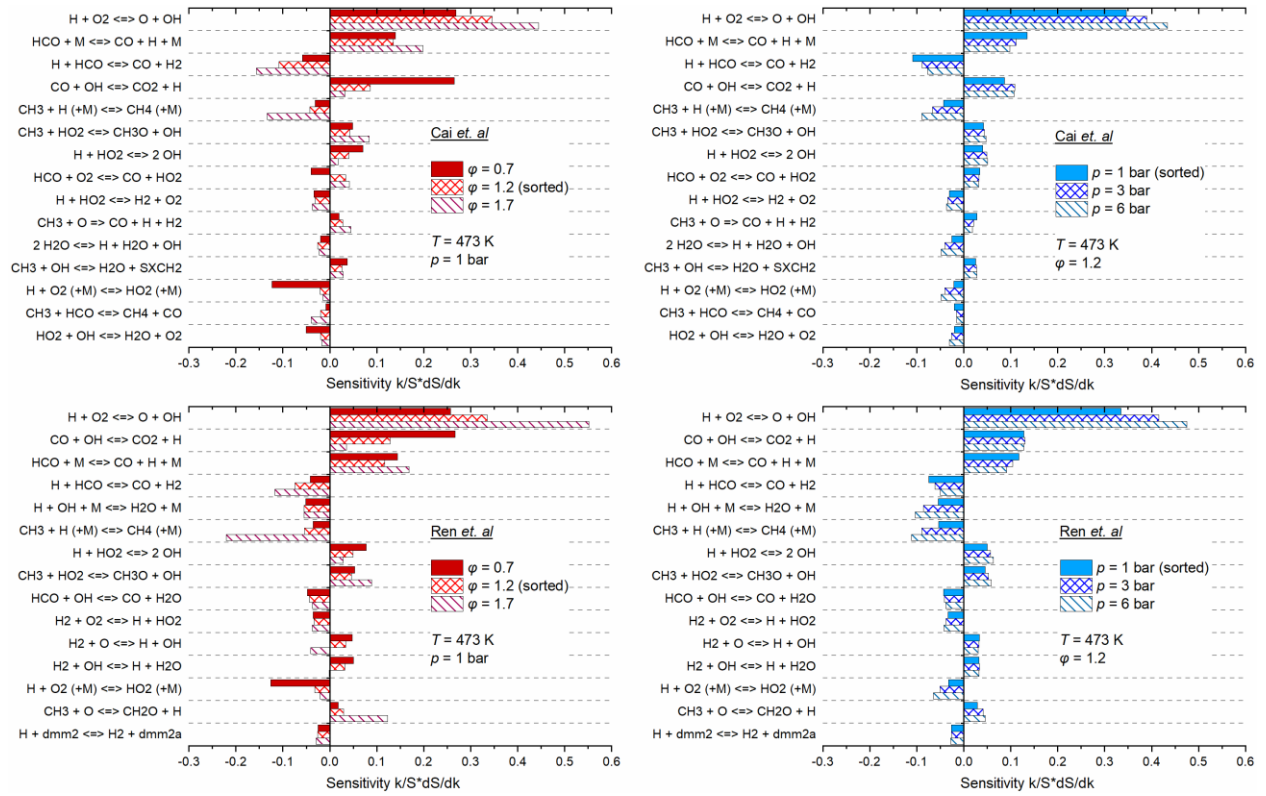 H + O2 <=> O + OH
HCO + M <=> CO + H + M
H + HCO <=> CO + H2
CO + OH <=> CO2 + H
CH3 + H (+M) <=> CH4 (+M)
CH3 + HO2 <=> CH3O + OH
H + HO2 <=> 2 OH
HCO + O2 <=> CO + HO2
H + HO2 <=> H2 + O2
CH3 + O => CO + H + H2
2 H2O <=> H + H2O + OH
CH3 + OH <=> H2O + SXCH2
H + O2 (+M) <=> HO2 (+M)
CH3 + HCO <=> CH4 + CO
HO2 + OH <=> H2O + O2
Cai et. al
φ = 0.7
φ = 1.2 (sorted)
φ = 1.7
T = 473 K
p = 1 bar
-0.3 -0.2 -0.1 0.0 0.1 0.2 0.3 0.4 0.5 0.6
Sensitivity k/S*dS/dk
H + O2 <=> O + OH
HCO + M <=> CO + H + M
H + HCO <=> CO + H2
CO + OH <=> CO2 + H
CH3 + H (+M) <=> CH4 (+M)
CH3 + HO2 <=> CH3O + OH
H + HO2 <=> 2 OH
HCO + O2 <=> CO + HO2
H + HO2 <=> H2 + O2
CH3 + O => CO + H + H2
2 H2O <=> H + H2O + OH
CH3 + OH <=> H2O + SXCH2
H + O2 (+M) <=> HO2 (+M)
CH3 + HCO <=> CH4 + CO
HO2 + OH <=> H2O + O2
Cai et. al
p = 1 bar (sorted)
p = 3 bar
p = 6 bar
T = 473 K
φ = 1.2
-0.3 -0.2 -0.1 0.0 0.1 0.2 0.3 0.4 0.5 0.6
Sensitivity k/S*dS/dk
H + O2 <=> O + OH
CO + OH <=> CO2 + H
HCO + M <=> CO + H + M
H + HCO <=> CO + H2
H + OH + M <=> H2O + M
CH3 + H (+M) <=> CH4 (+M)
H + HO2 <=> 2 OH
CH3 + HO2 <=> CH3O + OH
HCO + OH <=> CO + H2O
H2 + O2 <=> H + HO2
H2 + O <=> H + OH
H2 + OH <=> H + H2O
H + O2 (+M) <=> HO2 (+M)
CH3 + O <=> CH2O + H
H + dmm2 <=> H2 + dmm2a
Ren et. al
φ = 0.7
φ = 1.2 (sorted)
φ = 1.7
T = 473 K
p = 1 bar
-0.3 -0.2 -0.1 0.0 0.1 0.2 0.3 0.4 0.5 0.6
Sensitivity k/S*dS/dk
H + O2 <=> O + OH
CO + OH <=> CO2 + H
HCO + M <=> CO + H + M
H + HCO <=> CO + H2
H + OH + M <=> H2O + M
CH3 + H (+M) <=> CH4 (+M)
H + HO2 <=> 2 OH
CH3 + HO2 <=> CH3O + OH
HCO + OH <=> CO + H2O
H2 + O2 <=> H + HO2
H2 + O <=> H + OH
H2 + OH <=> H + H2O
H + O2 (+M) <=> HO2 (+M)
CH3 + O <=> CH2O + H
H + dmm2 <=> H2 + dmm2a
Ren et. al
p = 1 bar (sorted)
p = 3 bar
p = 6 bar
T = 473 K
φ = 1.2
-0.3 -0.2 -0.1 0.0 0.1 0.2 0.3 0.4 0.5 0.6
Sensitivity k/S*dS/dk